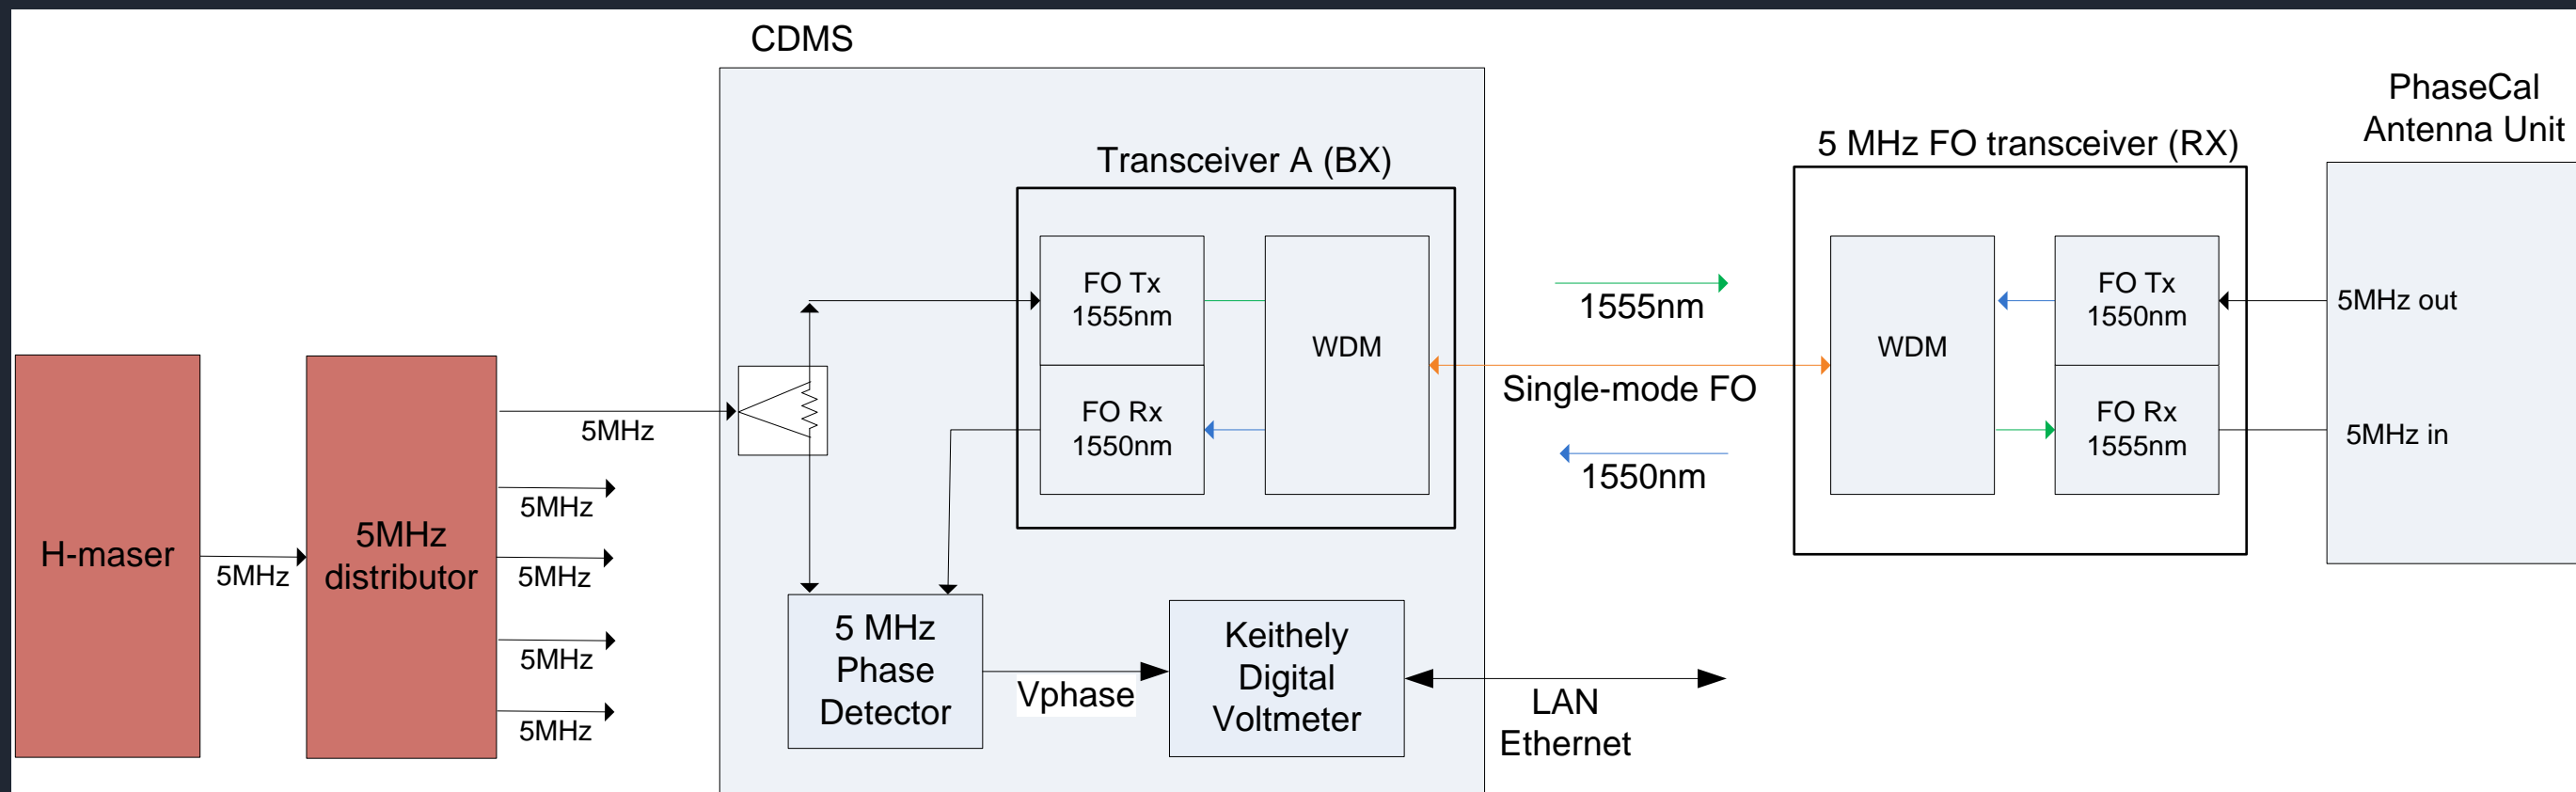 CDMS
PhaseCal
Antenna Unit
5 MHz FO transceiver (RX)
Transceiver A (BX)
FO Tx
1555nm
WDM
FO Rx
1550nm
1555nm
Single-mode FO
1550nm
WDM
FO Tx
1550nm
FO Rx
1555nm
5MHz out
5MHz in
H-maser
5MHz
5MHz
distributor
5MHz
5MHz
5MHz
5MHz
5MHz
5 MHz
Phase
Detector
Vphase
Keithely
Digital
Voltmeter
LAN
Ethernet